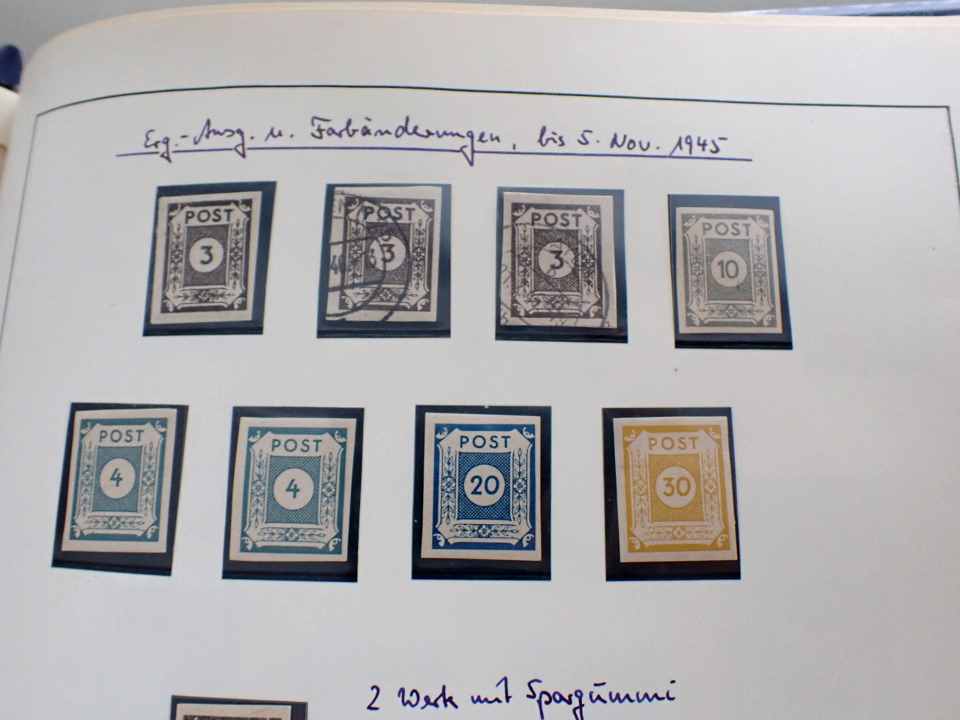 Erg.-Ausg. u. Farbänderungen, bis 5. Nov. 1945
POST 3
POST 3
POST 3
POST 10
POST 4
POST 4
POST 20
POST 30
2 Werte mit Spargummi